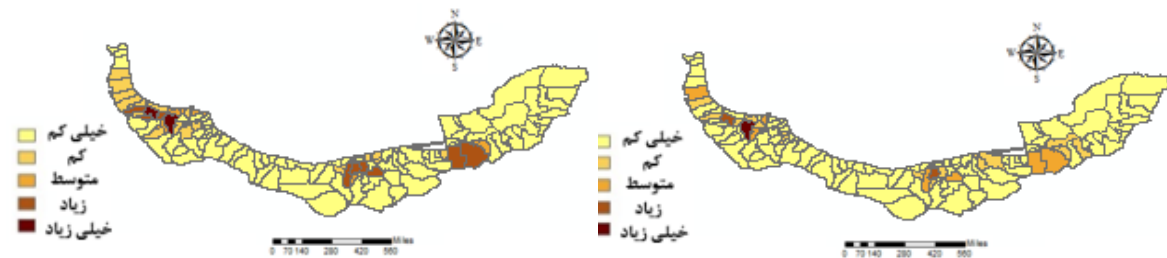 N
W E
S
خیلی کم
کم
متوسط
زیاد
خیلی زیاد
Miles
0 70 140 280 420 560
N
W E
S
خیلی کم
کم
متوسط
زیاد
خیلی زیاد
Miles
0 70 140 280 420 560